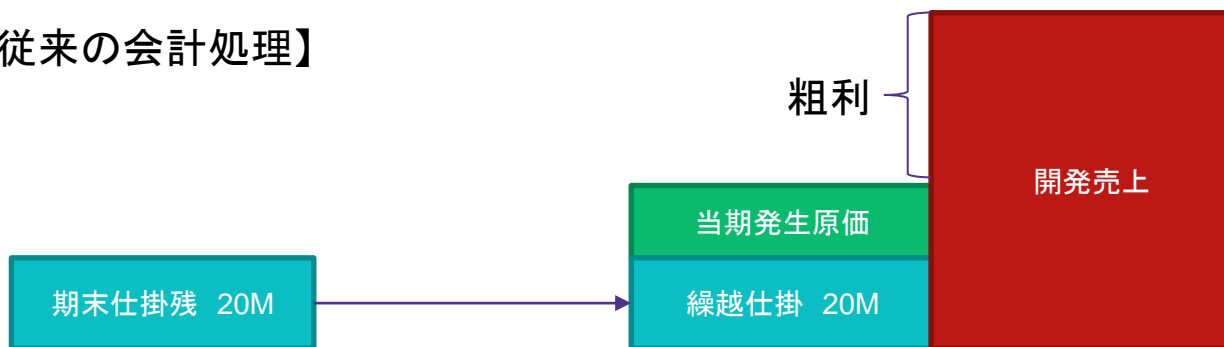 従来の会計処理】
粗利
開発売上
当期発生原価
期末仕掛残 20M
繰越仕掛 20M